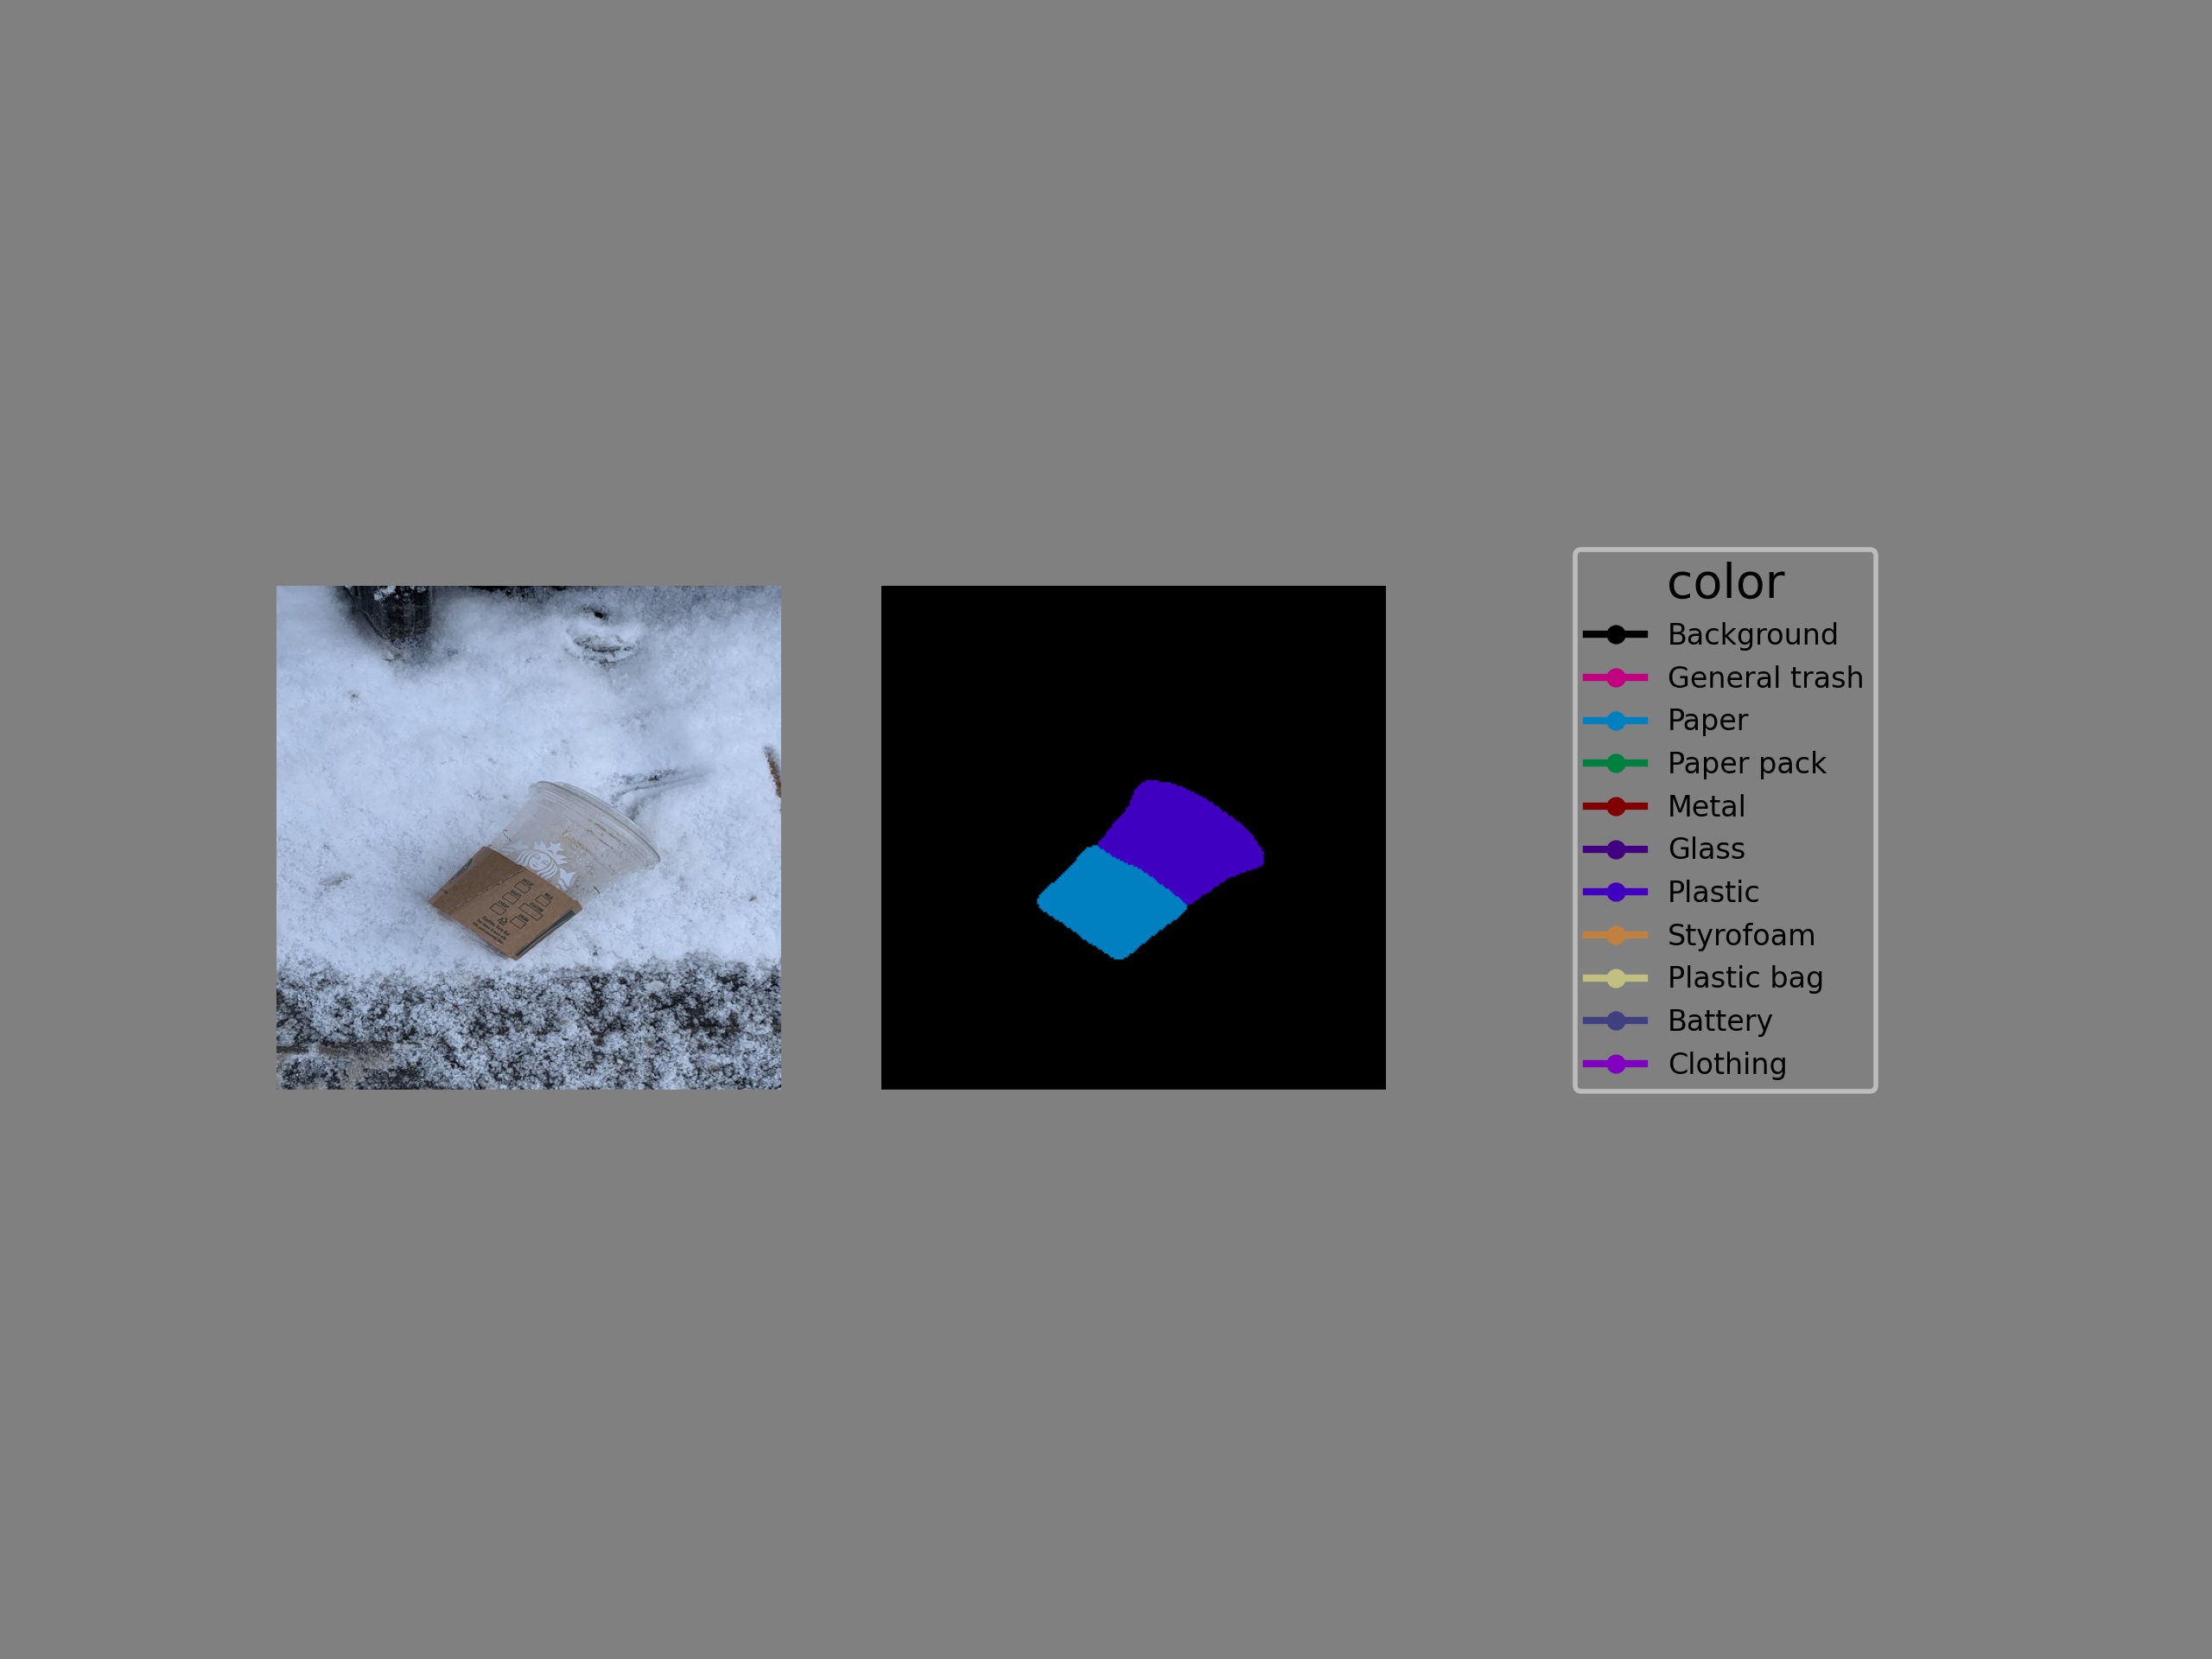 color
Background
General trash
Paper
Paper pack
Metal
Glass
Plastic
Styrofoam
Plastic bag
Battery
Clothing